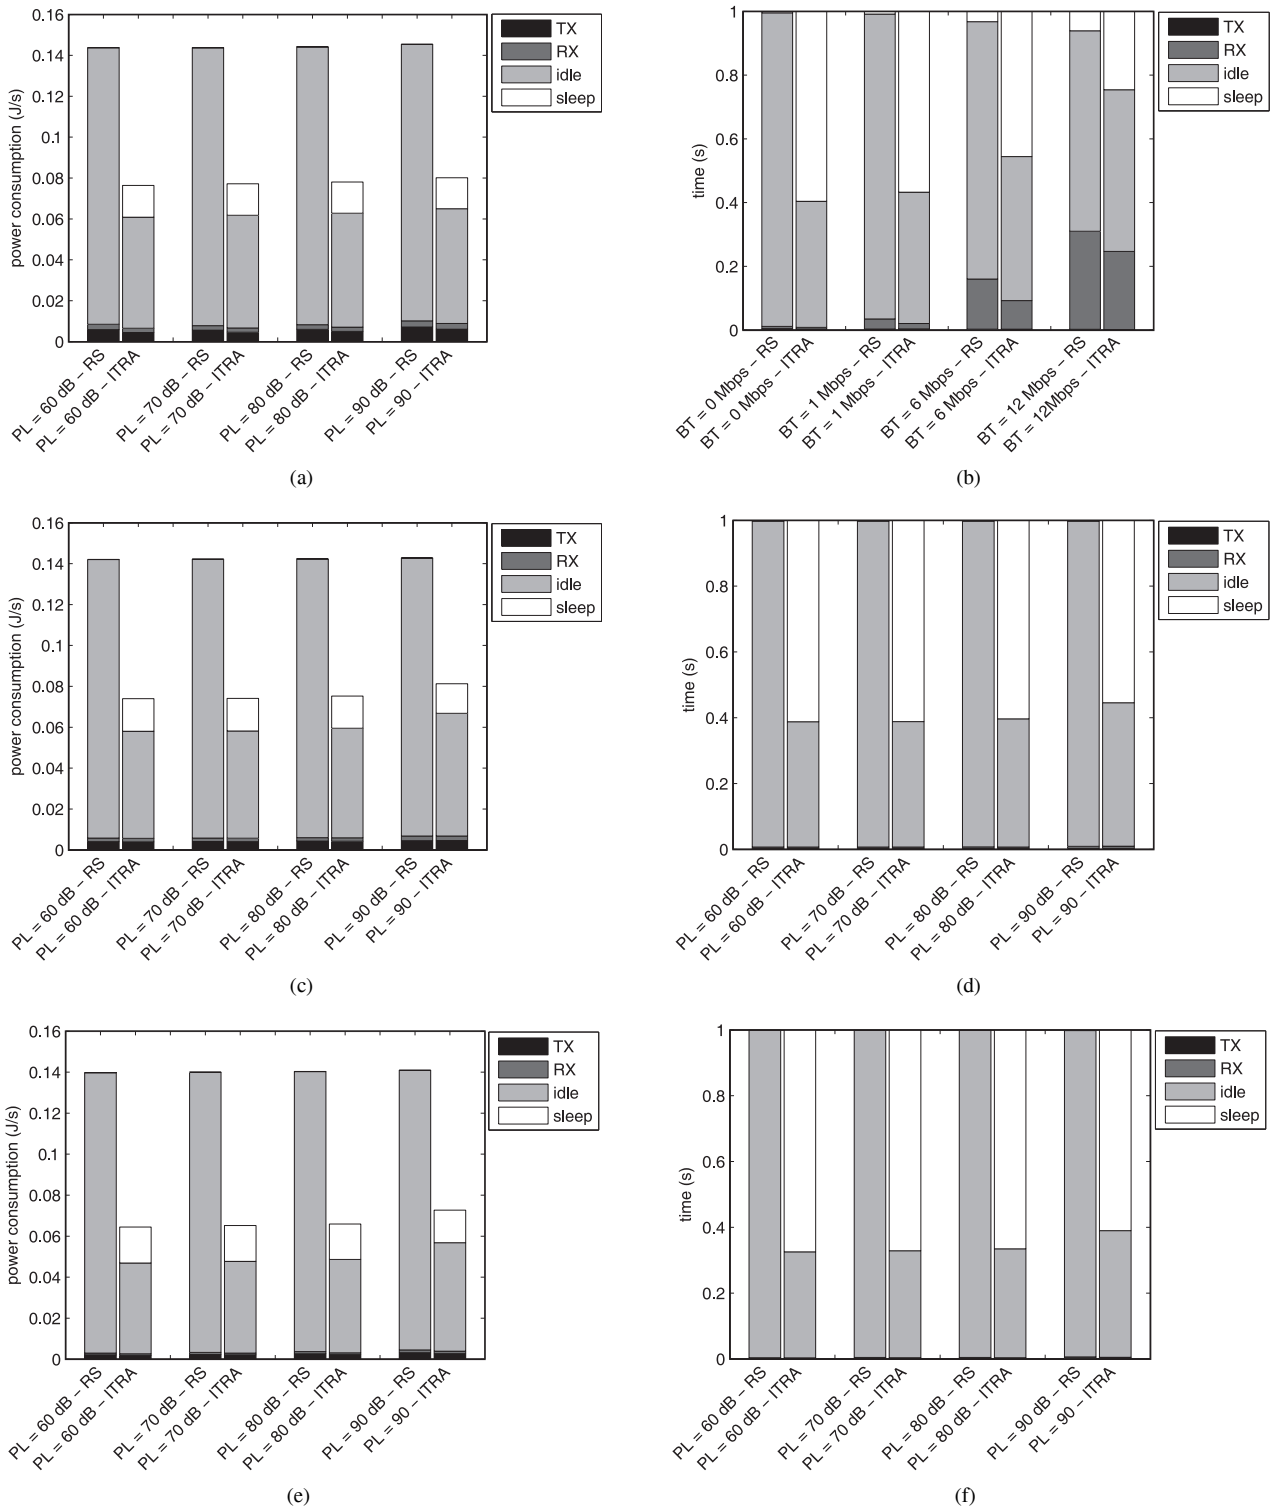 0.16
0.14
0.12
0.1
0.08
0.06
0.04
0.02
0
power consumption (J/s)
TX
RX
idle
sleep
PL = 60 dB – RS
PL = 60 dB – ITRA
PL = 70 dB – RS
PL = 70 dB – ITRA
PL = 80 dB – RS
PL = 80 dB – ITRA
PL = 90 dB – RS
PL = 90 – ITRA
(a)
1
0.8
0.6
0.4
0.2
0
time (s)
TX
RX
idle
sleep
BT = 0 Mbps – RS
BT = 0 Mbps – ITRA
BT = 1 Mbps – RS
BT = 1 Mbps – ITRA
BT = 6 Mbps – RS
BT = 6 Mbps – ITRA
BT = 12 Mbps – RS
BT = 12Mbps – ITRA
(b)
0.16
0.14
0.12
0.1
0.08
0.06
0.04
0.02
0
power consumption (J/s)
TX
RX
idle
sleep
PL = 60 dB – RS
PL = 60 dB – ITRA
PL = 70 dB – RS
PL = 70 dB – ITRA
PL = 80 dB – RS
PL = 80 dB – ITRA
PL = 90 dB – RS
PL = 90 – ITRA
(c)
1
0.8
0.6
0.4
0.2
0
time (s)
TX
RX
idle
sleep
PL = 60 dB – RS
PL = 60 dB – ITRA
PL = 70 dB – RS
PL = 70 dB – ITRA
PL = 80 dB – RS
PL = 80 dB – ITRA
PL = 90 dB – RS
PL = 90 – ITRA
(d)
0.16
0.14
0.12
0.1
0.08
0.06
0.04
0.02
0
power consumption (J/s)
TX
RX
idle
sleep
PL = 60 dB – RS
PL = 60 dB – ITRA
PL = 70 dB – RS
PL = 70 dB – ITRA
PL = 80 dB – RS
PL = 80 dB – ITRA
PL = 90 dB – RS
PL = 90 – ITRA
(e)
1
0.8
0.6
0.4
0.2
0
time (s)
TX
RX
idle
sleep
PL = 60 dB – RS
PL = 60 dB – ITRA
PL = 70 dB – RS
PL = 70 dB – ITRA
PL = 80 dB – RS
PL = 80 dB – ITRA
PL = 90 dB – RS
PL = 90 – ITRA
(f)